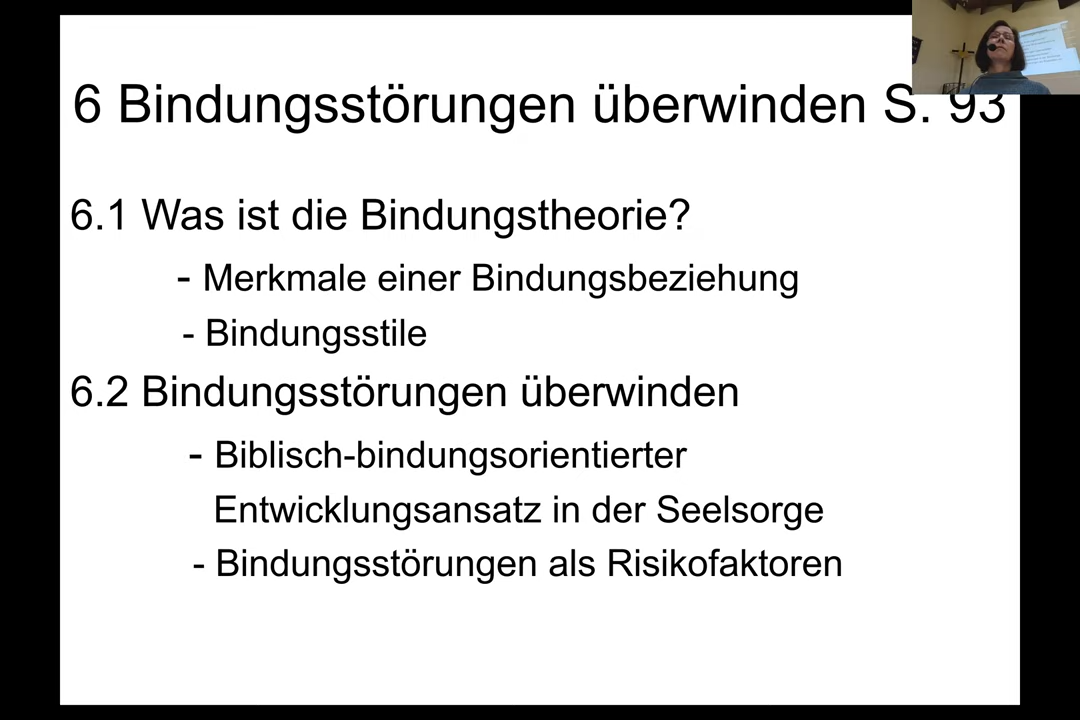 6 Bindungsstörungen überwinden S. 93
6.1 Was ist die Bindungstheorie?
- Merkmale einer Bindungsbeziehung
- Bindungsstile
6.2 Bindungsstörungen überwinden
- Biblisch-bindungsorientierter
Entwicklungsansatz in der Seelsorge
- Bindungsstörungen als Risikofaktoren